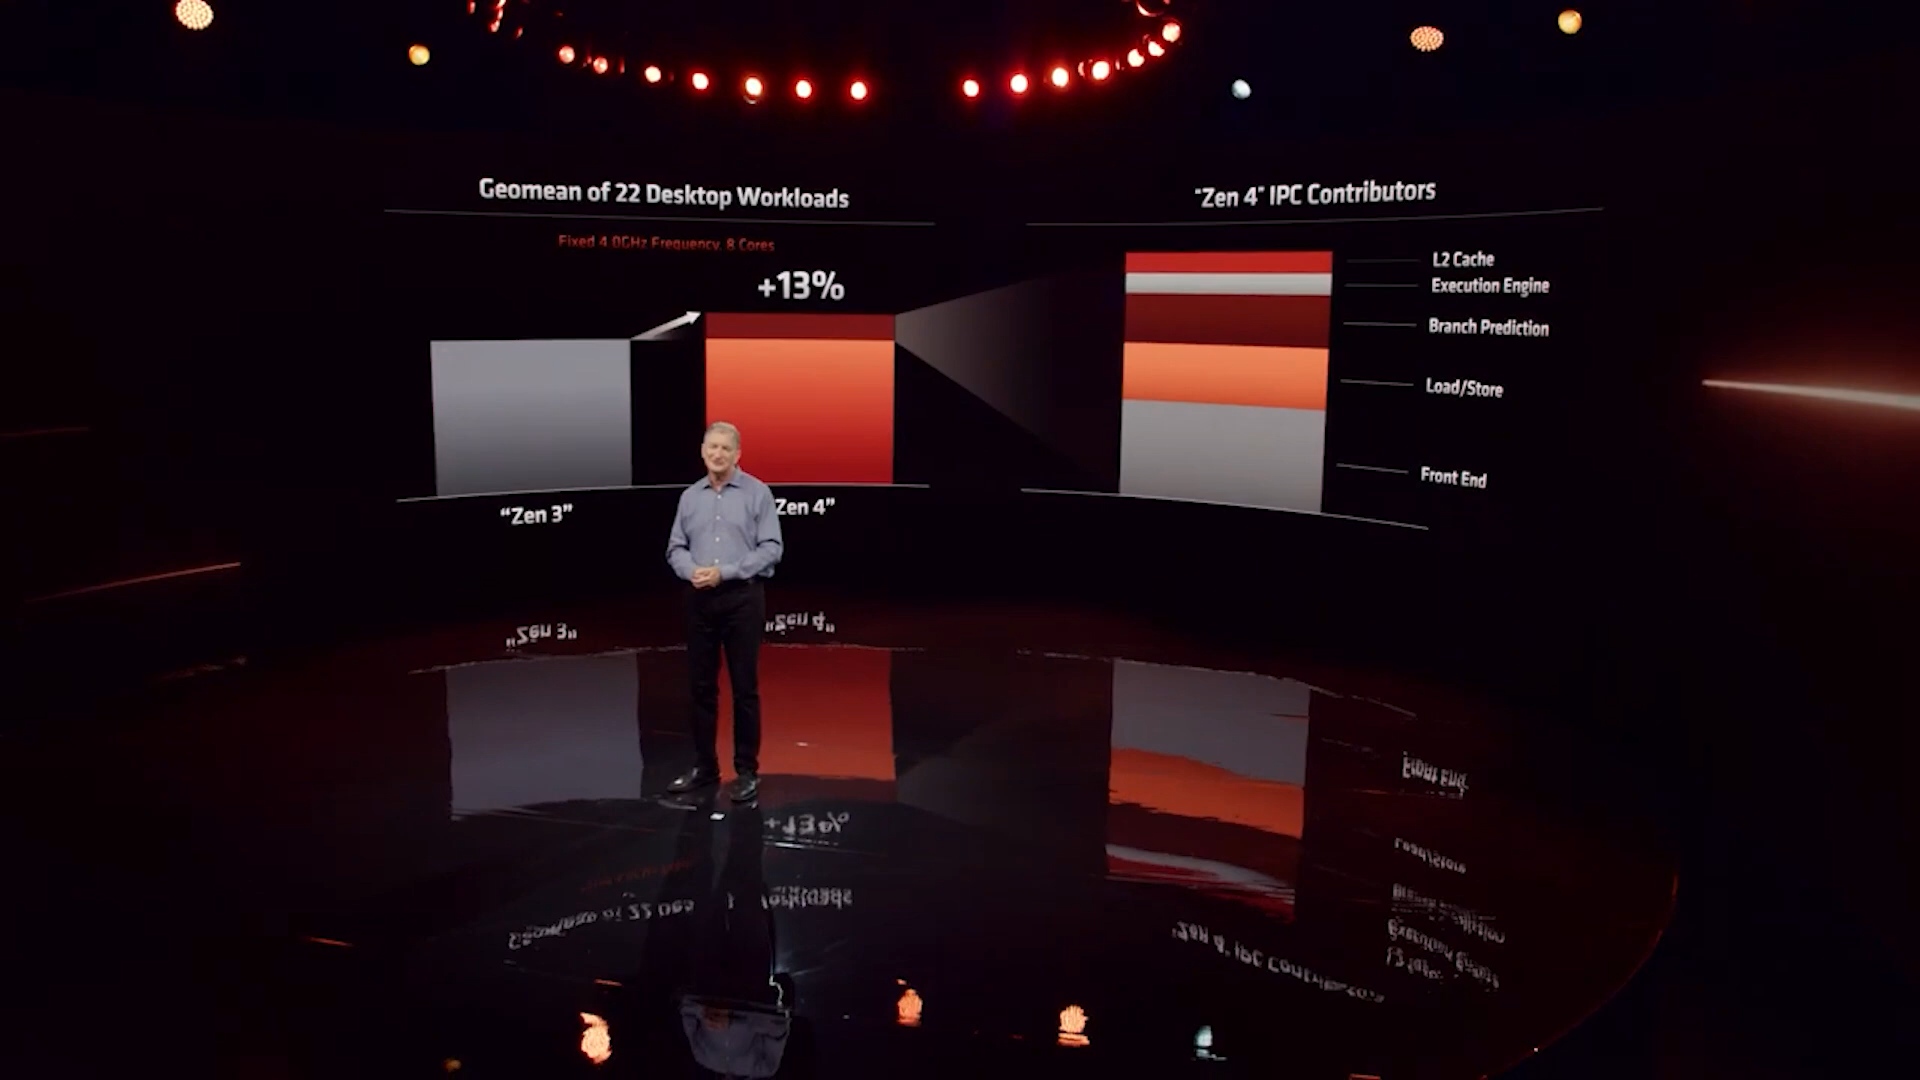 Geomean of 22 Desktop Workloads
Fixed 4.0GHz Frequency, 8 Cores
+13%
“Zen 3”
Zen 4”
"Zen 4" IPC Contributors
L2 Cache
Execution Engine
Branch Prediction
Load/Store
Front End